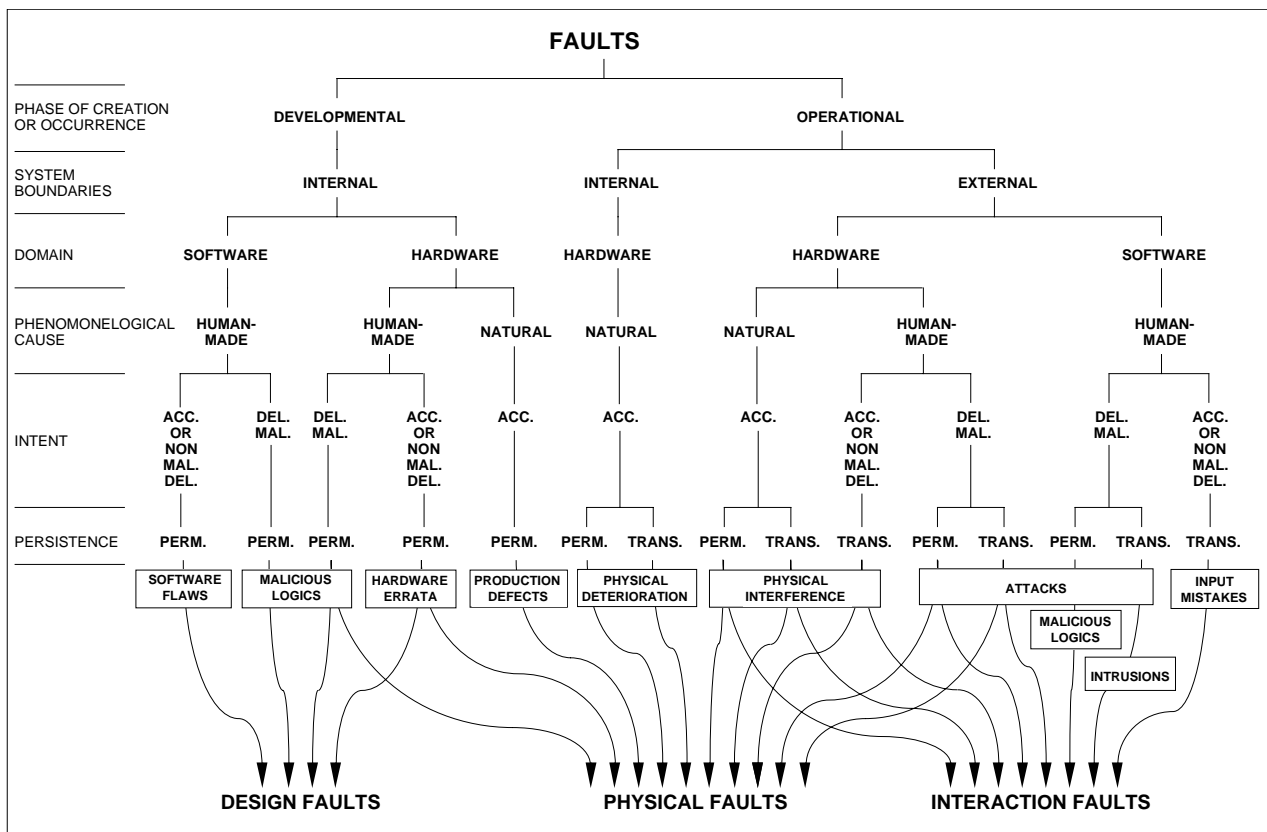 FAULTS
PHASE OF CREATION
OR OCCURRENCE
DEVELOPMENTAL
OPERATIONAL
SYSTEM
BOUNDARIES
INTERNAL
INTERNAL
EXTERNAL
DOMAIN
SOFTWARE
HARDWARE
HARDWARE
HARDWARE
SOFTWARE
PHENOMONELOGICAL
CAUSE
HUMAN-
MADE
HUMAN-
MADE
NATURAL
NATURAL
NATURAL
HUMAN-
MADE
HUMAN-
MADE
INTENT
ACC.
OR
NON
MAL.
DEL.
DEL.
MAL.
DEL.
MAL.
ACC.
OR
NON
MAL.
DEL.
ACC.
ACC.
ACC.
ACC.
OR
NON
MAL.
DEL.
DEL.
MAL.
DEL.
MAL.
ACC.
OR
NON
MAL.
DEL.
PERSISTENCE
PERM.
PERM.
PERM.
PERM.
PERM.
PERM.
TRANS.
PERM.
TRANS.
TRANS.
PERM.
TRANS.
PERM.
TRANS.
TRANS.
SOFTWARE
FLAWS
MALICIOUS
LOGICS
HARDWARE
ERRATA
PRODUCTION
DEFECTS
PHYSICAL
DETERIORATION
PHYSICAL
INTERFERENCE
ATTACKS
INPUT
MISTAKES
MALICIOUS
LOGICS
INTRUSIONS
DESIGN FAULTS
PHYSICAL FAULTS
INTERACTION FAULTS